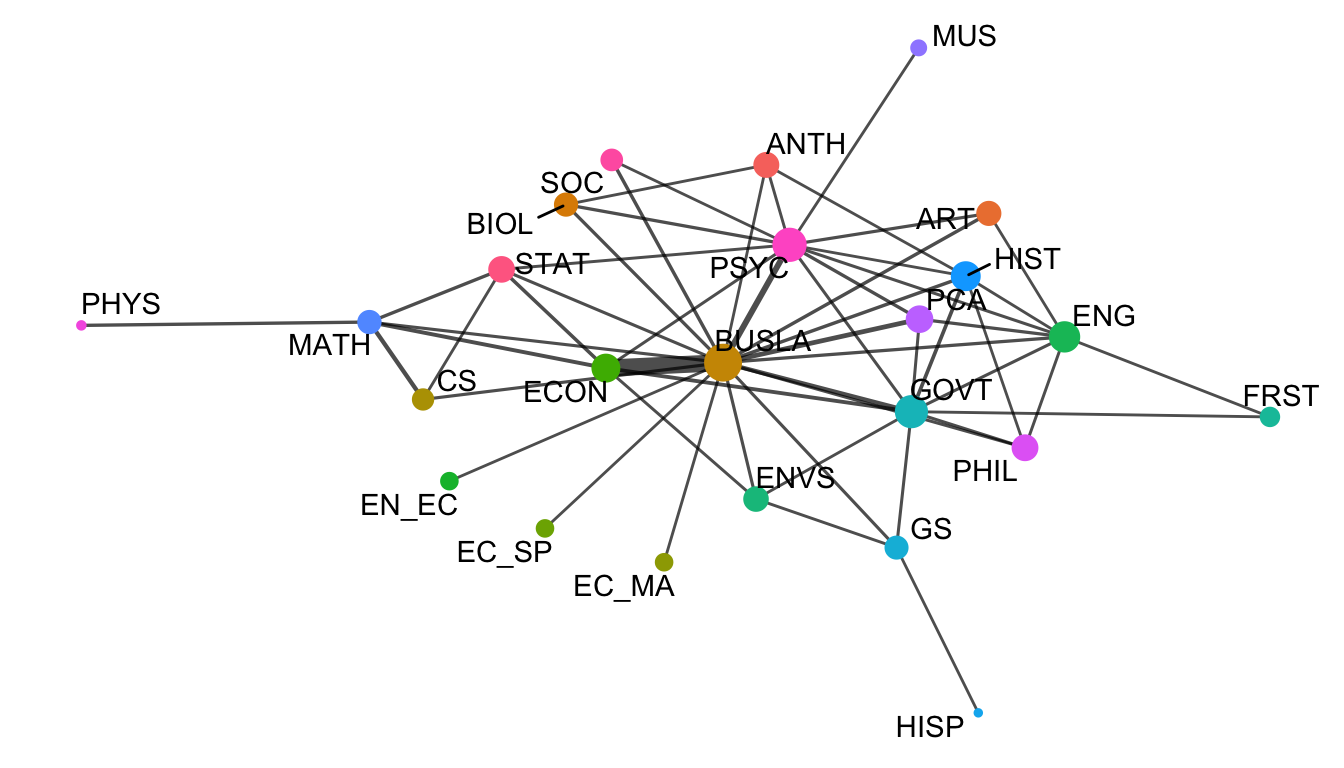 MUS
ANTH
SOC
BIOL
ART
STAT
PSYC
HIST
PCA
PHYS
MATH
BUSLA
ENG
CS
ECON
GOVT
FRST
PHIL
ENVS
EN_EC
GS
EC_SP
EC_MA
HISP